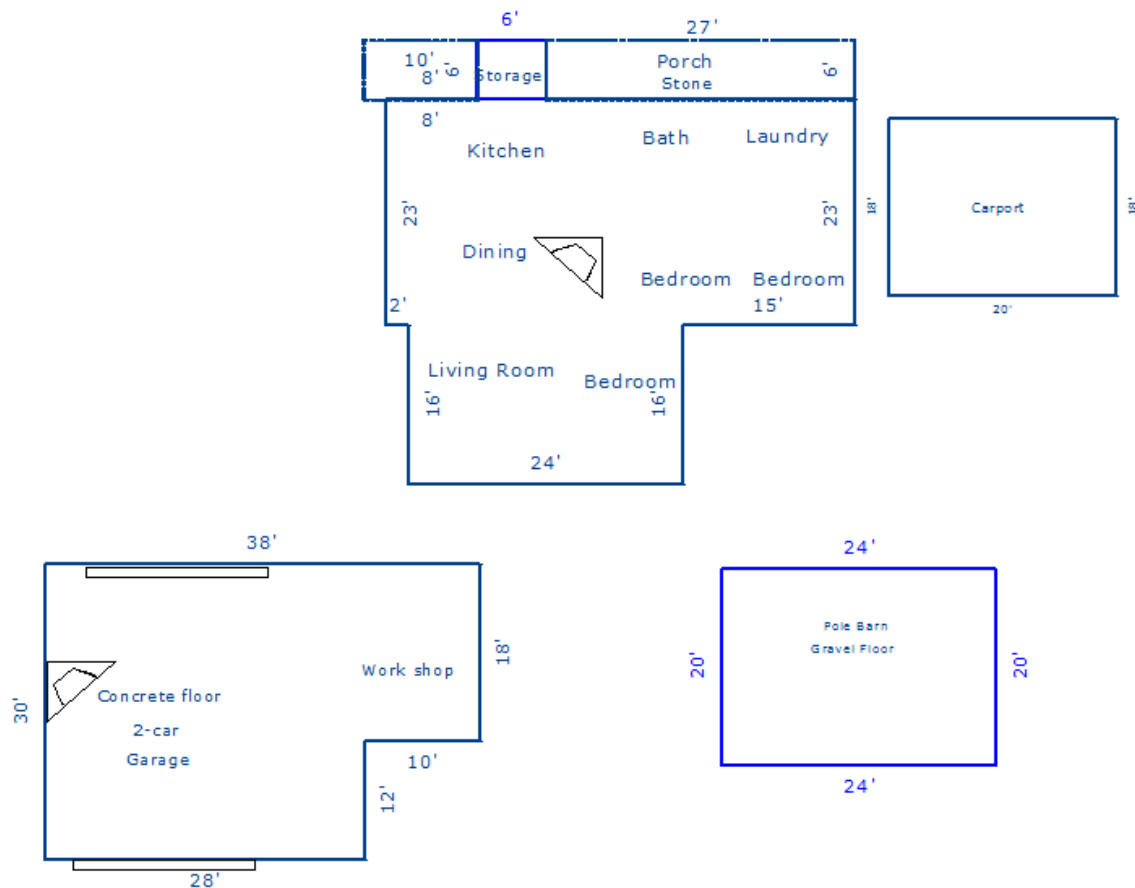 6'
27'
10'
8'
6'
Storage
Porch
Stone
6'
8'
Kitchen
Bath
Laundry
23'
23'
18'
Carport
18'
Dining
Bedroom
Bedroom
2'
15'
20'
Living Room
Bedroom
16'
16'
24'
38'
24'
Pole Barn
Gravel Floor
18'
20'
20'
Work shop
30'
Concrete floor
2-car
Garage
10'
12'
24'
28'